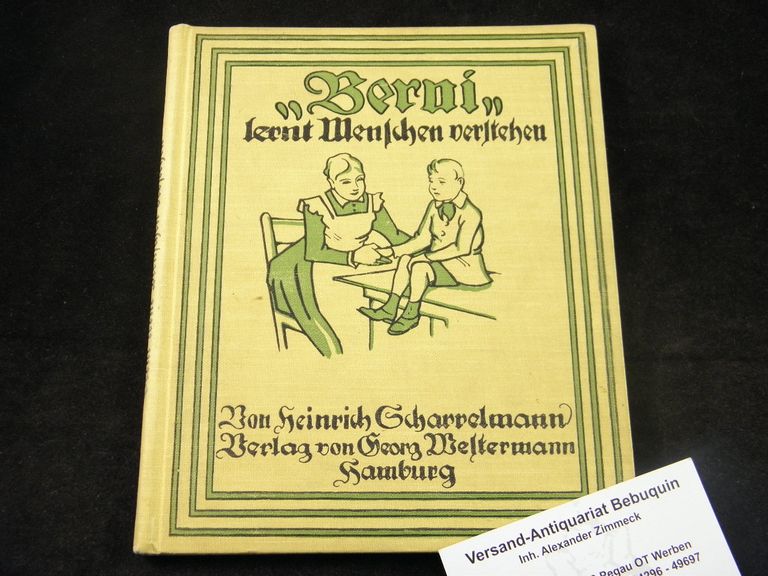 „Berni„
lernt Menſchen verſtehen
Von Heinrich Scharrelmann
Verlag von Georg Weſtermann
Hamburg
Versand-Antiquariat Bebuquin
Inh. Alexander Zimmeck
Pegau OT Werben
4296 - 49697